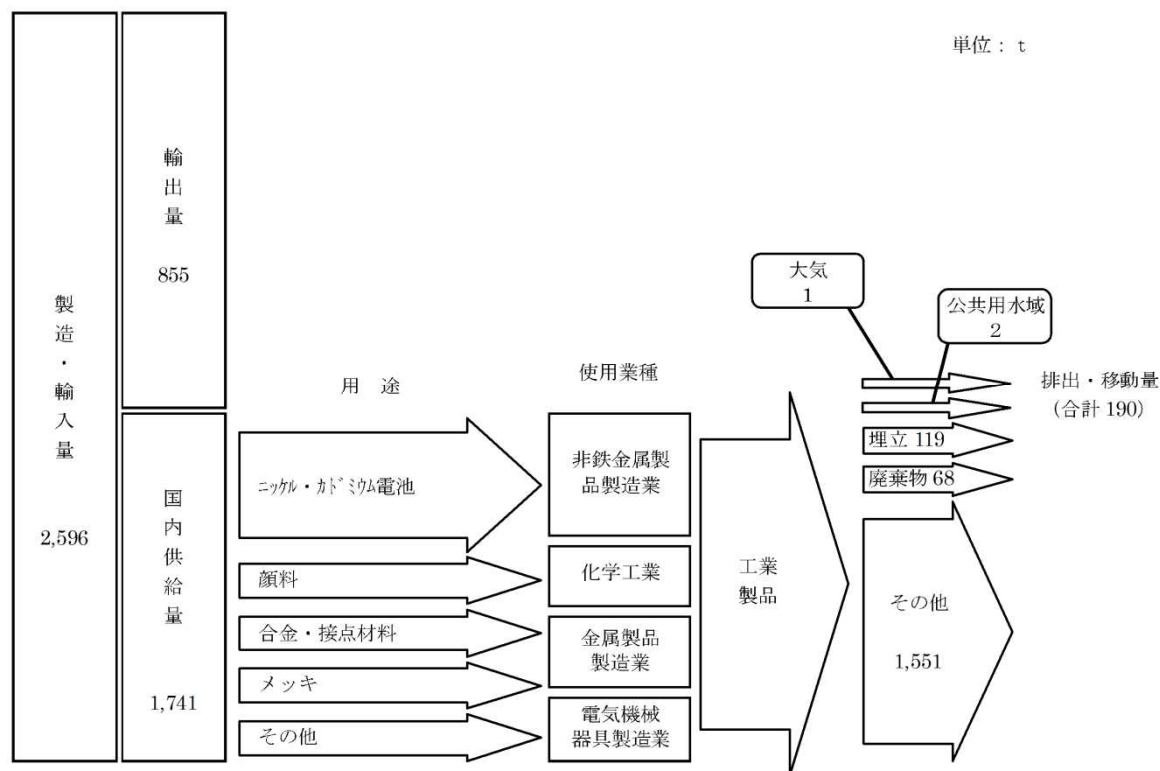 単位： t
製造・輸入量
2,596
輸出量
855
国内供給量
1,741
用　途
ﾆｯｹﾙ・ｶﾄﾞﾐｳﾑ電池
顔料
合金・接点材料
メッキ
その他
使用業種
非鉄金属製
品製造業
化学工業
金属製品
製造業
電気機械
器具製造業
工業
製品
大気
1
公共用水域
2
排出・移動量
（合計 190）
埋立 119
廃棄物 68
その他
1,551